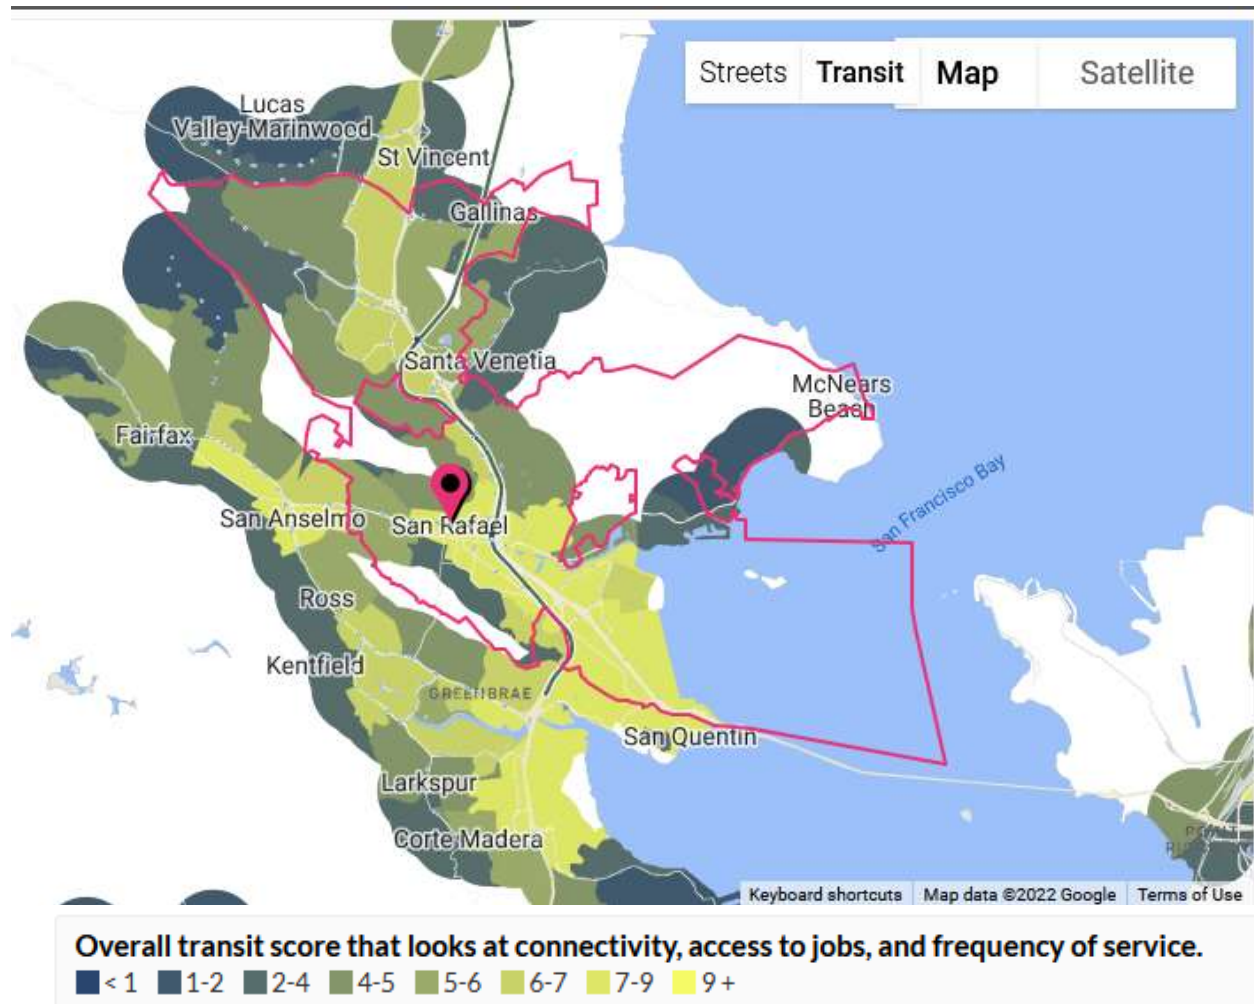 Streets Transit Map Satellite
Lucas
Valley-Marinwood
St Vincent
Gallinas
Santa Venetia
McNears
Beach
Fairfax
San Francisco Bay
San Anselmo
San Rafael
Ross
Kentfield
GREENBRAE
San Quentin
Larkspur
Corte Madera
Keyboard shortcuts Map data ©2022 Google Terms of Use
Overall transit score that looks at connectivity, access to jobs, and frequency of service.
< 1 1-2 2-4 4-5 5-6 6-7 7-9 9 +